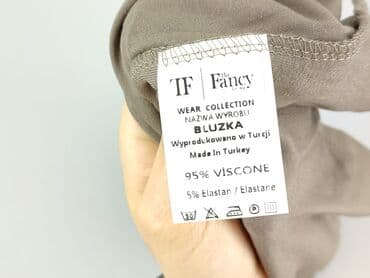 TF | The Fancy
WEAR COLLECTION
NAZWA WYROBU
BLUZKA
Wyprodukowano w Turcji
Made In Turkey
95% VISCONE
5% Elastan / Elastane